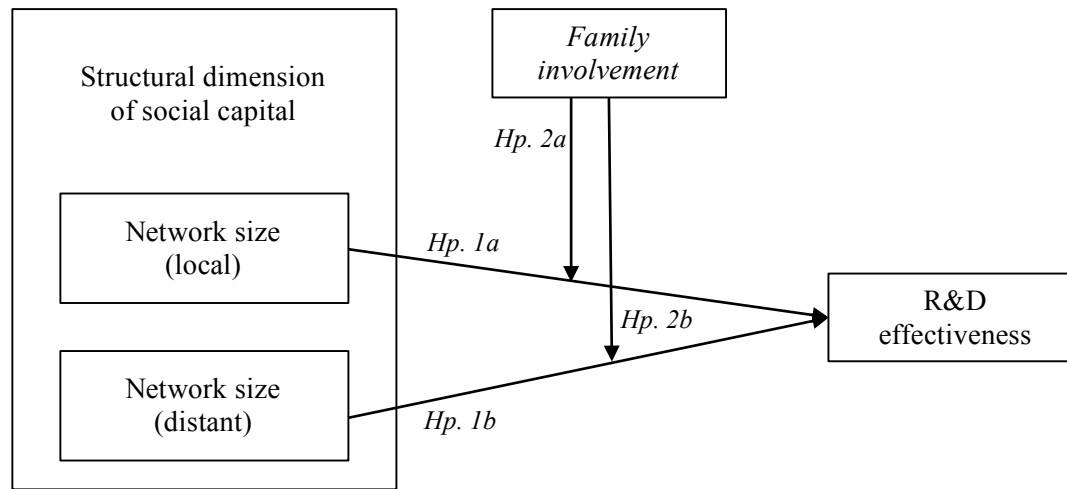 Structural dimension
of social capital
Family
involvement
Hp. 2a
Network size
(local)
Hp. 1a
Hp. 2b
R&D
effectiveness
Network size
(distant)
Hp. 1b